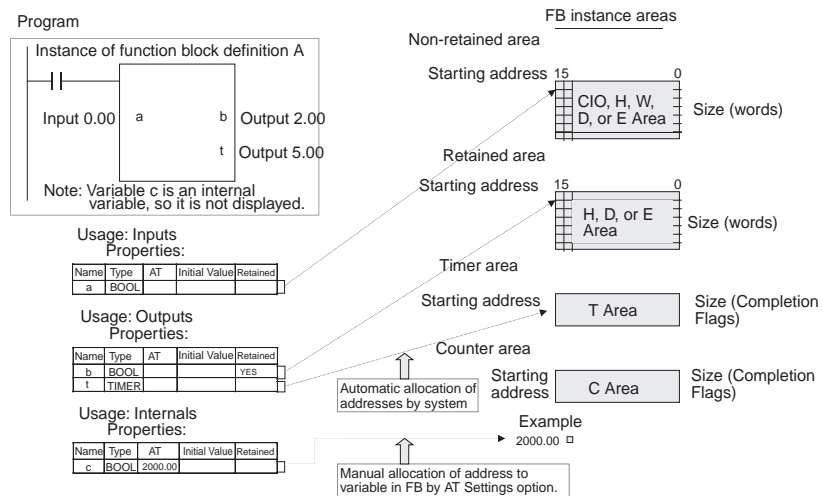 Program
Instance of function block definition A
Input 0.00
a
b
Output 2.00
t
Output 5.00
Note: Variable c is an internal
variable, so it is not displayed.
Usage: Inputs
Properties:
Name Type AT Initial Value Retained
a BOOL
Usage: Outputs
Properties:
Name Type AT Initial Value Retained
b BOOL YES
t TIMER
Usage: Internals
Properties:
Name Type AT Initial Value Retained
c BOOL 2000.00
FB instance areas
Non-retained area
Starting address
15
0
CIO, H, W,
D, or E Area
Size (words)
Retained area
Starting address
15
0
H, D, or E
Area
Size (words)
Timer area
Starting address
T Area
Size (Completion
Flags)
Counter area
Starting
address
C Area
Size (Completion
Flags)
Automatic allocation of
addresses by system
Example
2000.00
Manual allocation of address to
variable in FB by AT Settings option.